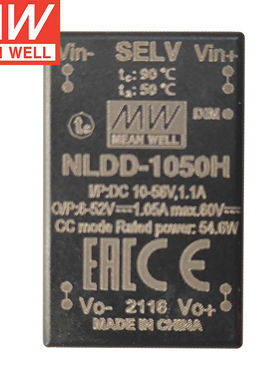 MW
MEAN WELL
Vin- SELV Vin+
tc: 90 ℃
ta: 50 ℃
DIM
MW
MEAN WELL
NLDD-1050H
I/P:DC 10-56V,1.1A
O/P:6-52V⎓1.05A max.60V⎓
CC mode Rated power: 54.6W
EAC CE
Vo- 2116 Vo+
MADE IN CHINA